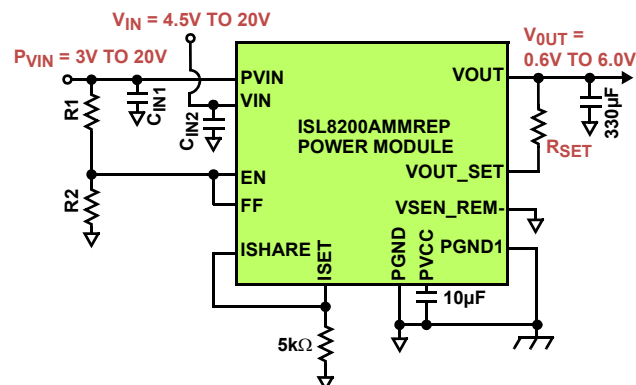 VIN = 4.5V TO 20V
PVIN = 3V TO 20V
V0UT =
0.6V TO 6.0V
R1
CIN1
CIN2
R2
PVIN
VIN
EN
FF
ISHARE
ISET
ISL8200AMMREP
POWER MODULE
VOUT
VOUT_SET
VSEN_REM-
PGND1
PGND
PVCC
RSET
330µF
10µF
5kΩ